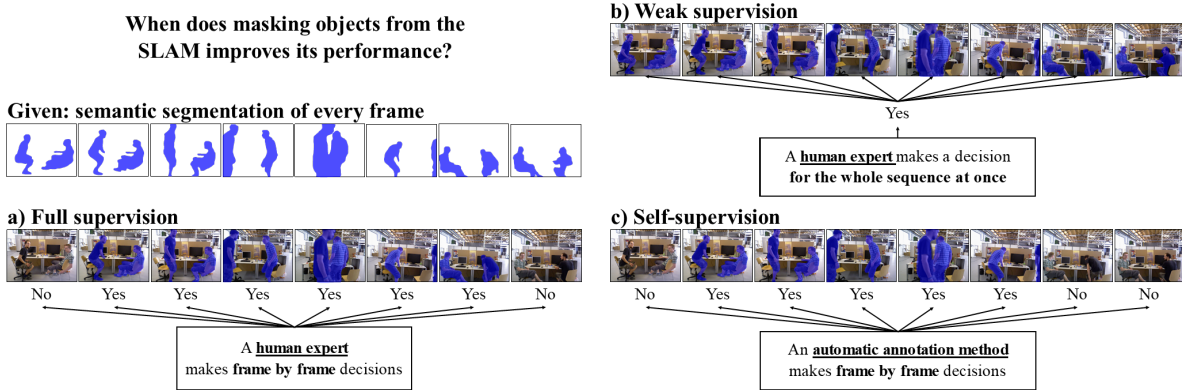 When does masking objects from the
SLAM improves its performance?
Given: semantic segmentation of every frame
a) Full supervision
No Yes Yes Yes Yes Yes Yes No
A human expert
makes frame by frame decisions
b) Weak supervision
Yes
A human expert makes a decision
for the whole sequence at once
c) Self-supervision
No Yes Yes Yes Yes Yes No No
An automatic annotation method
makes frame by frame decisions